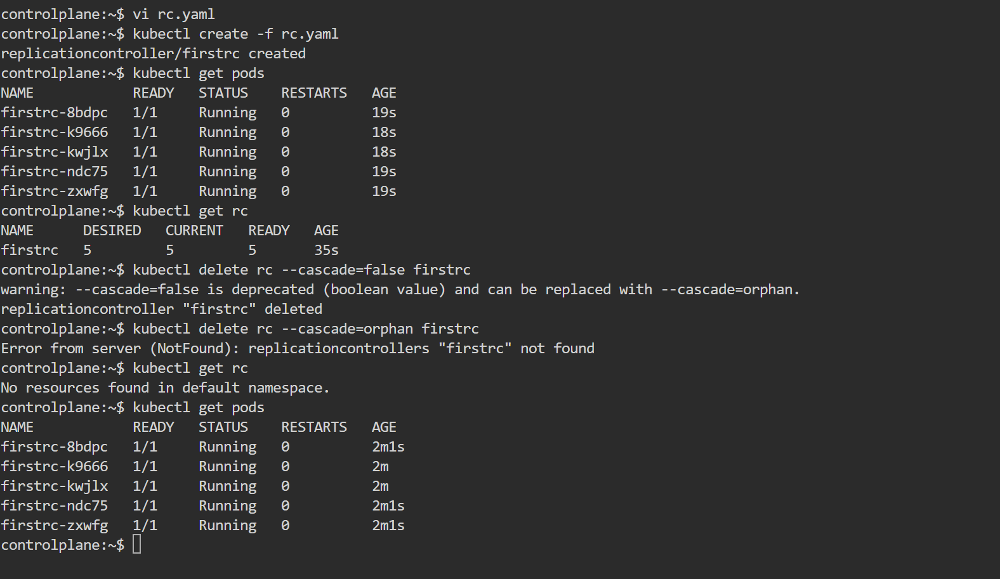 controlplane:~$ vi rc.yaml
controlplane:~$ kubectl create -f rc.yaml
replicationcontroller/firstrc created
controlplane:~$ kubectl get pods
NAME            READY   STATUS    RESTARTS   AGE
firstrc-8bdpc   1/1     Running   0          19s
firstrc-k9666   1/1     Running   0          18s
firstrc-kwjlx   1/1     Running   0          18s
firstrc-ndc75   1/1     Running   0          19s
firstrc-zxwfg   1/1     Running   0          19s
controlplane:~$ kubectl get rc
NAME      DESIRED   CURRENT   READY   AGE
firstrc   5         5         5       35s
controlplane:~$ kubectl delete rc --cascade=false firstrc
warning: --cascade=false is deprecated (boolean value) and can be replaced with --cascade=orphan.
replicationcontroller "firstrc" deleted
controlplane:~$ kubectl delete rc --cascade=orphan firstrc
Error from server (NotFound): replicationcontrollers "firstrc" not found
controlplane:~$ kubectl get rc
No resources found in default namespace.
controlplane:~$ kubectl get pods
NAME            READY   STATUS    RESTARTS   AGE
firstrc-8bdpc   1/1     Running   0          2m1s
firstrc-k9666   1/1     Running   0          2m
firstrc-kwjlx   1/1     Running   0          2m
firstrc-ndc75   1/1     Running   0          2m1s
firstrc-zxwfg   1/1     Running   0          2m1s
controlplane:~$